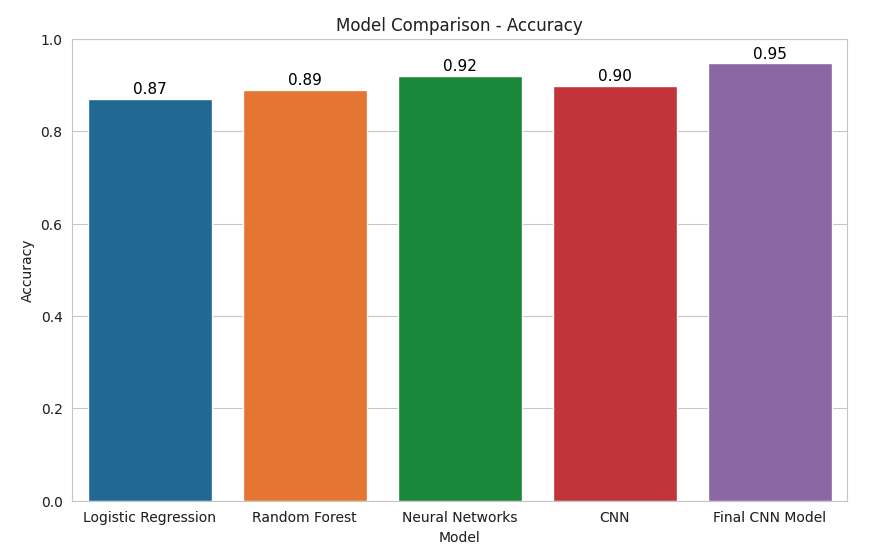 Model Comparison - Accuracy
1.0
0.8
0.6
0.4
0.2
0.0
Accuracy
0.87
0.89
0.92
0.90
0.95
Logistic Regression
Random Forest
Neural Networks
CNN
Final CNN Model
Model